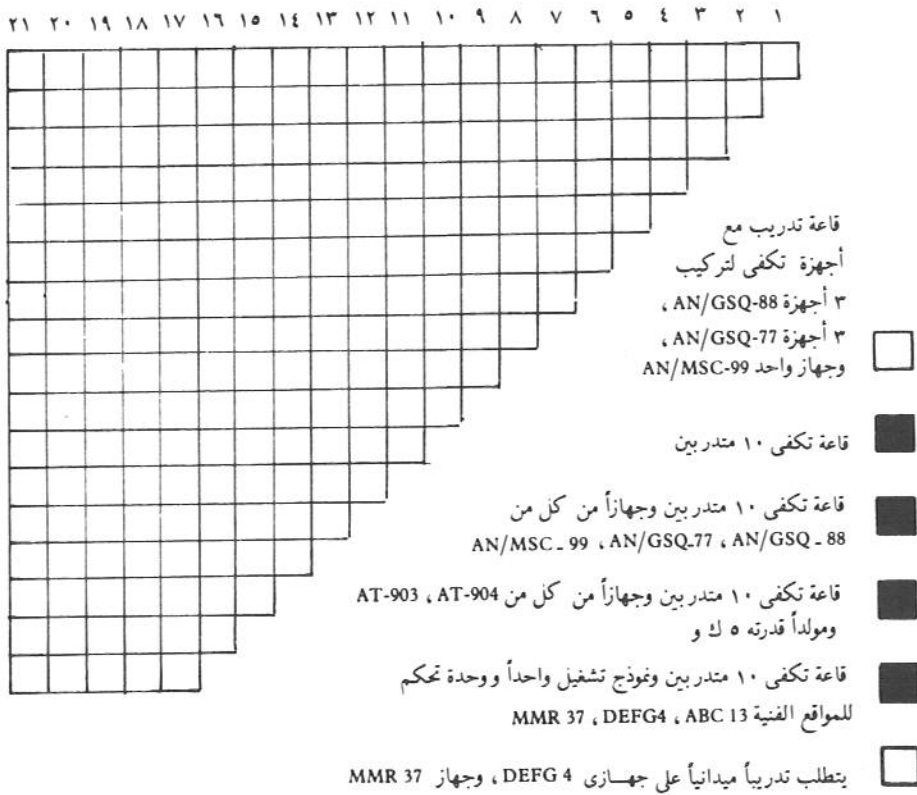 ٢١ ٢٠ ١٩ ١٨ ١٧ ١٦ ١٥ ١٤ ١٣ ١٢ ١١ ١٠ ٩ ٨ ٧ ٦ ٥ ٤ ٣ ٢ ١
قاعة تدريب مع
أجهزة تكفى لتركيب
٣ أجهزة AN/GSQ-88 ،
٣ أجهزة AN/GSQ-77 ،
وجهاز واحد AN/MSC-99
قاعة تكفى ١٠ متدربين
قاعة تكفى ١٠ متدربين وجهازاً من كل من
AN/MSC - 99 ، AN/GSQ-77 ، AN/GSQ - 88
قاعة تكفى ١٠ متدربين وجهازاً من كل من AT-903 ، AT-904
ومولداً قدرته ٥ ك و
قاعة تكفى ١٠ متدربين ونموذج تشغيل واحداً ووحدة تحكم
للمواقع الفنية MMR 37 ، DEFG4 ، ABC 13
يتطلب تدريباً ميدانياً على جهـــازى DEFG 4 ، وجهاز MMR 37